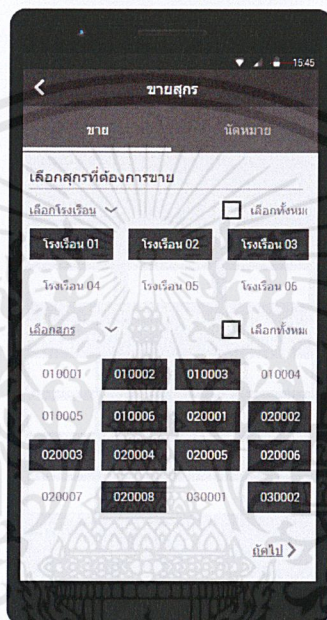 15:45
ขายสุกร
ขาย นัดหมาย
เลือกสุกรที่ต้องการขาย
เลือกโรงเรือน เลือกทั้งหมด
โรงเรือน 01 โรงเรือน 02 โรงเรือน 03
โรงเรือน 04 โรงเรือน 05 โรงเรือน 06
เลือกสุกร เลือกทั้งหมด
010001 010002 010003 010004
010005 010006 020001 020002
020003 020004 020005 020006
020007 020008 030001 030002
ถัดไป